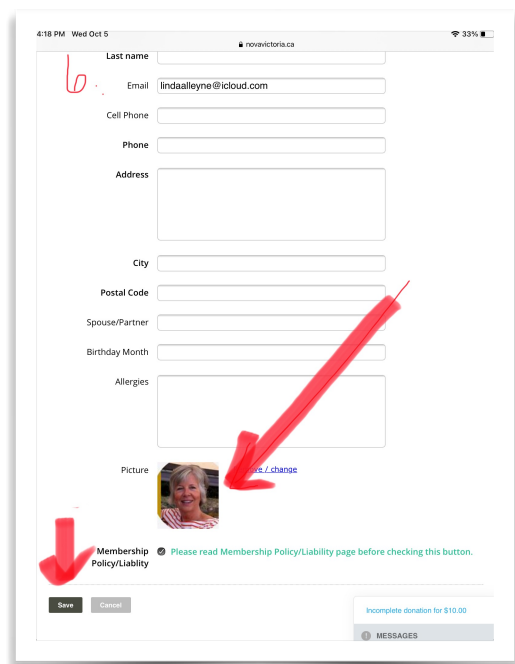 4:18 PM Wed Oct 5 33%
novavictoria.ca
6.
Last name
Email lindaalleyne@icloud.com
Cell Phone
Phone
Address
City
Postal Code
Spouse/Partner
Birthday Month
Allergies
Picture / change
Membership Policy/Liablity
Please read Membership Policy/Liability page before checking this button.
Save Cancel
Incomplete donation for $10.00
MESSAGES